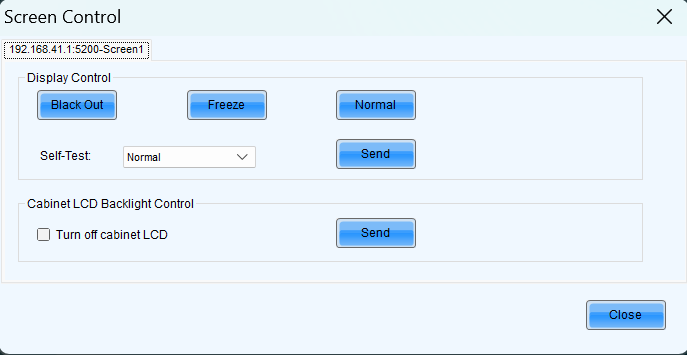 Screen Control
192.168.41.1:5200-Screen1
Display Control
Black Out Freeze Normal
Self-Test: Normal Send
Cabinet LCD Backlight Control
Turn off cabinet LCD Send
Close